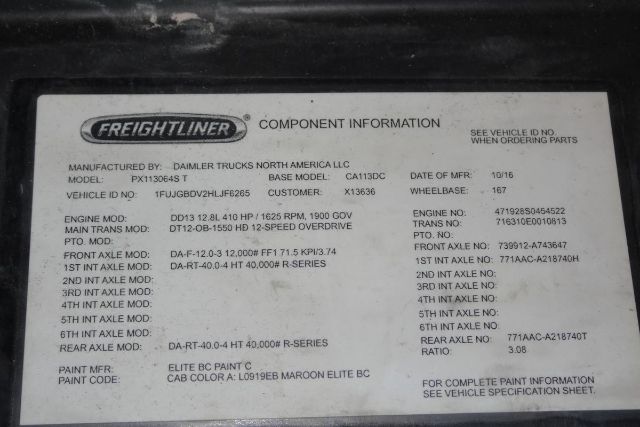 FREIGHTLINER® COMPONENT INFORMATION
SEE VEHICLE ID NO.
WHEN ORDERING PARTS
MANUFACTURED BY: DAIMLER TRUCKS NORTH AMERICA LLC
MODEL: PX113064S T BASE MODEL: CA113DC DATE OF MFR: 10/16
VEHICLE ID NO: 1FUJGBDV2HLJF6265 CUSTOMER: X13636 WHEELBASE: 167
ENGINE MOD: DD13 12.8L 410 HP / 1625 RPM, 1900 GOV ENGINE NO: 471928S0454522
MAIN TRANS MOD: DT12-OB-1550 HD 12-SPEED OVERDRIVE TRANS NO: 716310E0010813
PTO. MOD: PTO. NO:
FRONT AXLE MOD: DA-F-12.0-3 12,000# FF1 71.5 KPI/3.74 FRONT AXLE NO: 739912-A743647
1ST INT AXLE MOD: DA-RT-40.0-4 HT 40,000# R-SERIES 1ST INT AXLE NO: 771AAC-A218740H
2ND INT AXLE MOD: 2ND INT AXLE NO:
3RD INT AXLE MOD: 3RD INT AXLE NO:
4TH INT AXLE MOD: 4TH INT AXLE NO:
5TH INT AXLE MOD: 5TH INT AXLE NO:
6TH INT AXLE MOD: 6TH INT AXLE NO:
REAR AXLE MOD: DA-RT-40.0-4 HT 40,000# R-SERIES REAR AXLE NO: 771AAC-A218740T
RATIO: 3.08
PAINT MFR: ELITE BC PAINT C
PAINT CODE: CAB COLOR A: L0919EB MAROON ELITE BC
FOR COMPLETE PAINT INFORMATION
SEE VEHICLE SPECIFICATION SHEET.